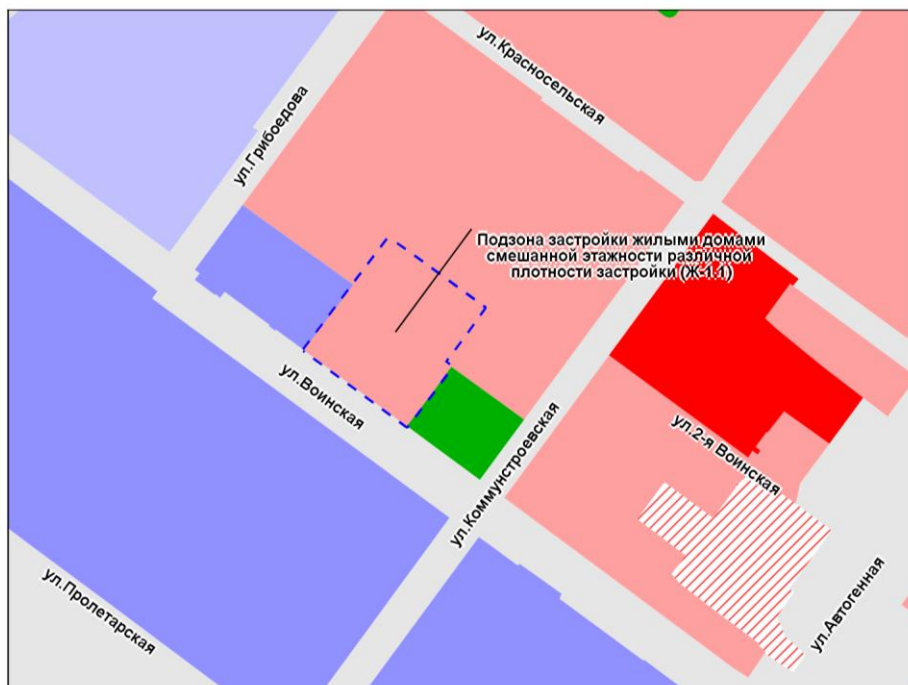 ул.Красносельская
ул.Грибоедова
Подзона застройки жилыми домами
смешанной этажности различной
плотности застройки (Ж-1.1)
ул.Воинская
ул.2-я Воинская
ул.Коммунстроевская
ул.Пролетарская
ул.Автогенная